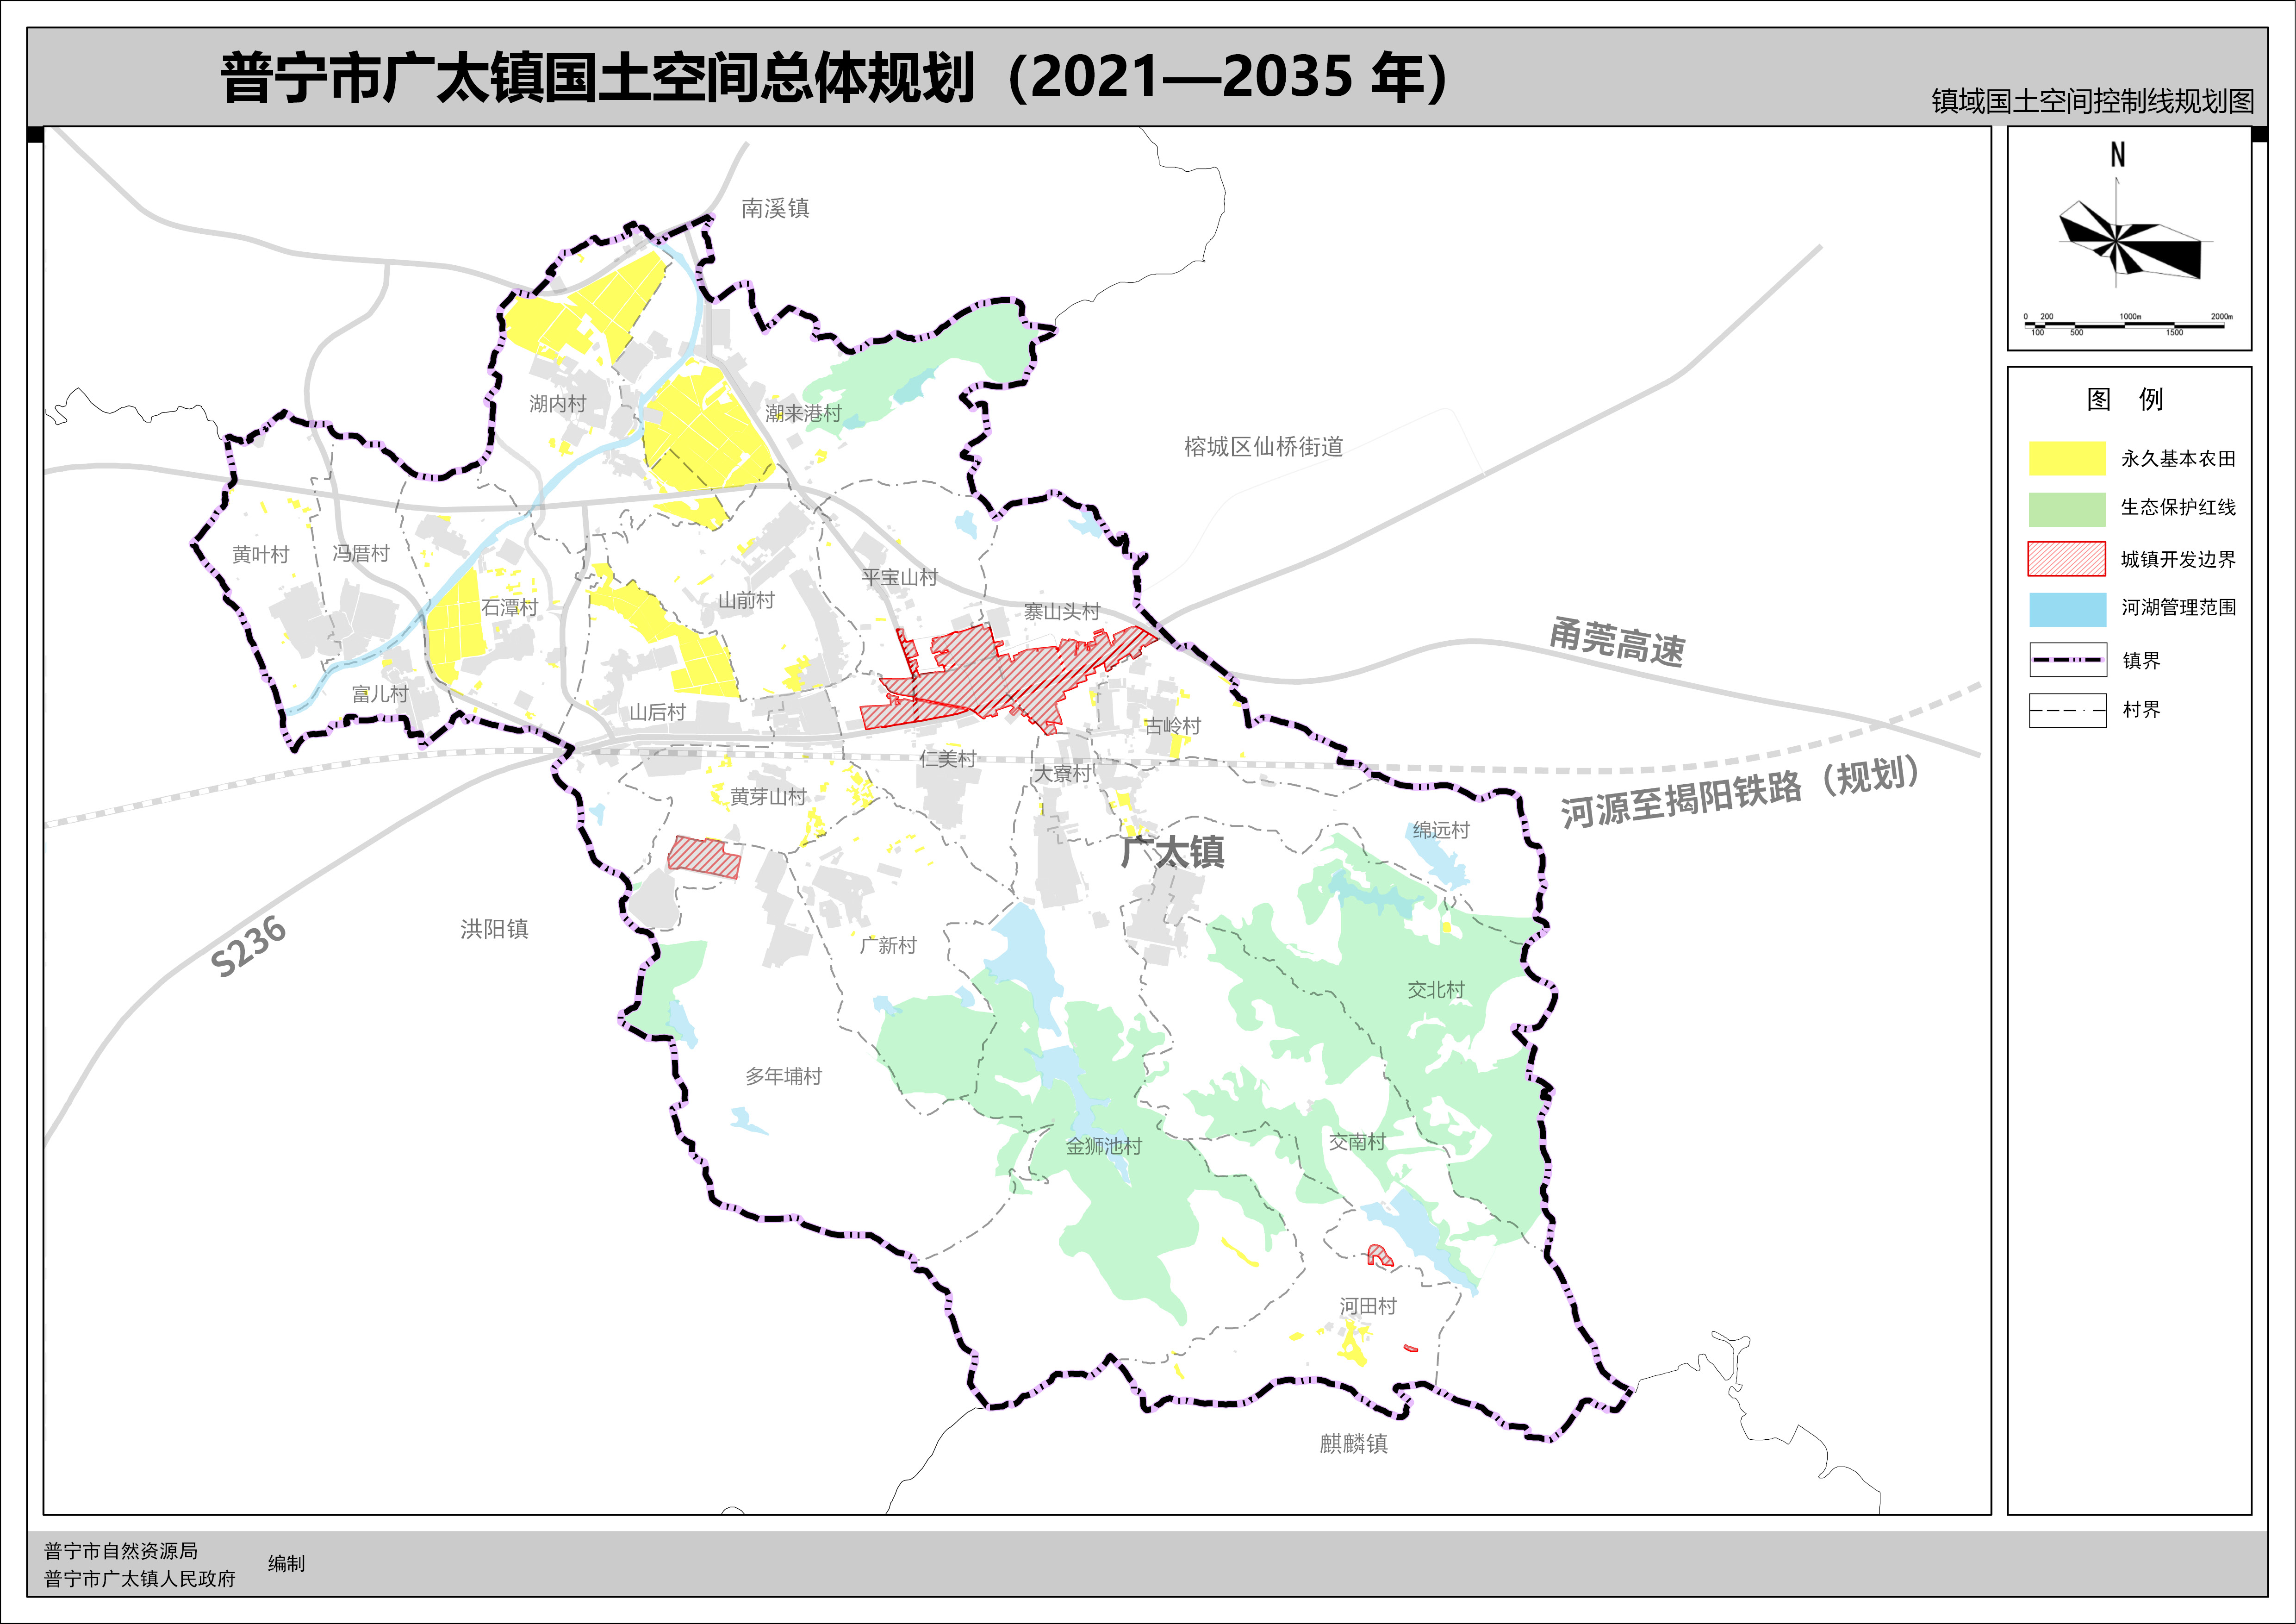 普宁市广太镇国土空间总体规划（2021—2035 年）
镇域国土空间控制线规划图
N
0 200 1000m 2000m
100 500 1500
图 例
永久基本农田
生态保护红线
城镇开发边界
河湖管理范围
镇界
村界
南溪镇
湖内村
潮来港村
榕城区仙桥街道
黄叶村
冯厝村
石潭村
山前村
平宝山村
寨山头村
甬莞高速
富儿村
山后村
古岭村
仁美村
大寮村
黄芽山村
河源至揭阳铁路（规划）
绵远村
广太镇
S236
洪阳镇
广新村
交北村
多年埔村
金狮池村
交南村
河田村
麒麟镇
普宁市自然资源局
普宁市广太镇人民政府
编制